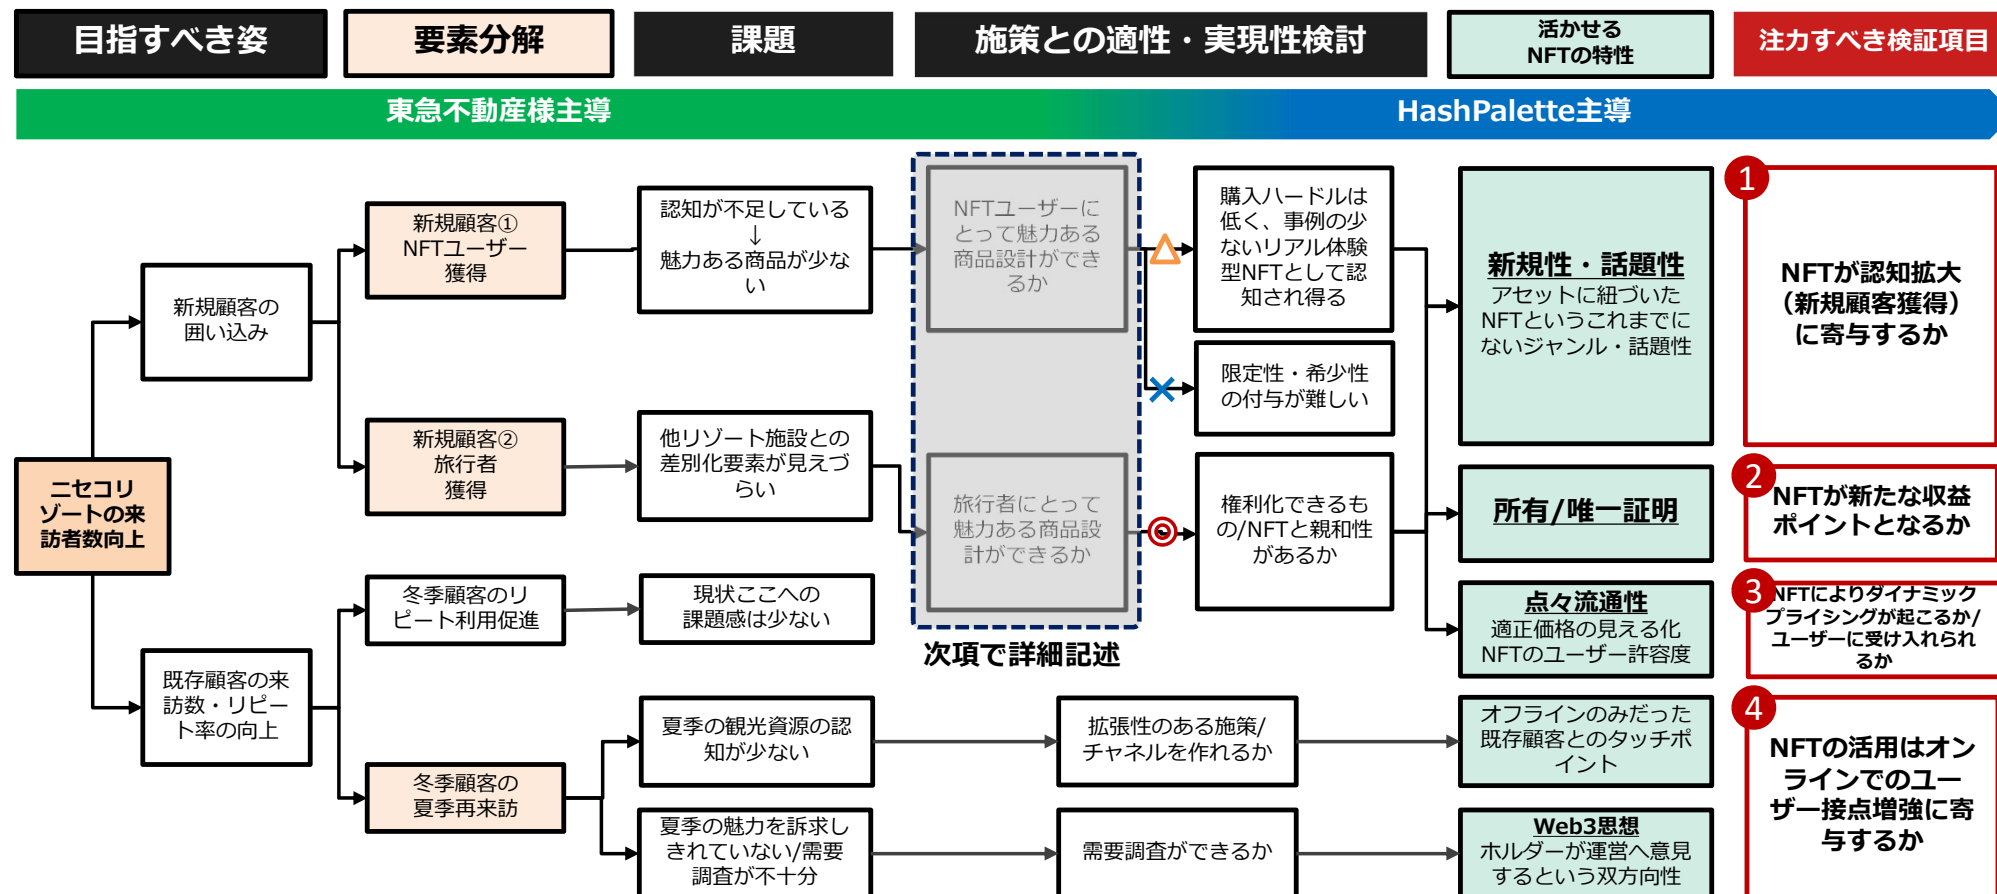 目指すべき姿
要素分解
課題
施策との適性・実現性検討
活かせる
NFTの特性
注力すべき検証項目
東急不動産様主導
HashPalette主導
ニセコリ
ゾートの来
訪者数向上
新規顧客の
囲い込み
既存顧客の来
訪数・リピー
ト率の向上
新規顧客①
NFTユーザー
獲得
新規顧客②
旅行者
獲得
冬季顧客のリ
ピート利用促進
冬季顧客の
夏季再来訪
認知が不足している
↓
魅力ある商品が少な
い
他リゾート施設との
差別化要素が見えづ
らい
現状ここへの
課題感は少ない
夏季の観光資源の認
知が少ない
夏季の魅力を訴求し
きれていない/需要
調査が不十分
NFTユーザーに
とって魅力ある
商品設計ができ
るか
旅行者にとって
魅力ある商品設
計ができるか
次項で詳細記述
購入ハードルは
低く、事例の少
ないリアル体験
型NFTとして認
知され得る
限定性・希少性
の付与が難しい
権利化できるも
の/NFTと親和性
があるか
拡張性のある施策/
チャネルを作れるか
需要調査ができるか
新規性・話題性
アセットに紐づいた
NFTというこれまでに
ないジャンル・話題性
所有/唯一証明
点々流通性
適正価格の見える化
NFTのユーザー許容度
オフラインのみだった
既存顧客とのタッチポ
イント
Web3思想
ホルダーが運営へ意見
するという双方向性
1
NFTが認知拡大
（新規顧客獲得）
に寄与するか
2
NFTが新たな収益
ポイントとなるか
3
NFTによりダイナミック
プライシングが起こるか/
ユーザーに受け入れられ
るか
4
NFTの活用はオン
ラインでのユー
ザー接点増強に寄
与するか